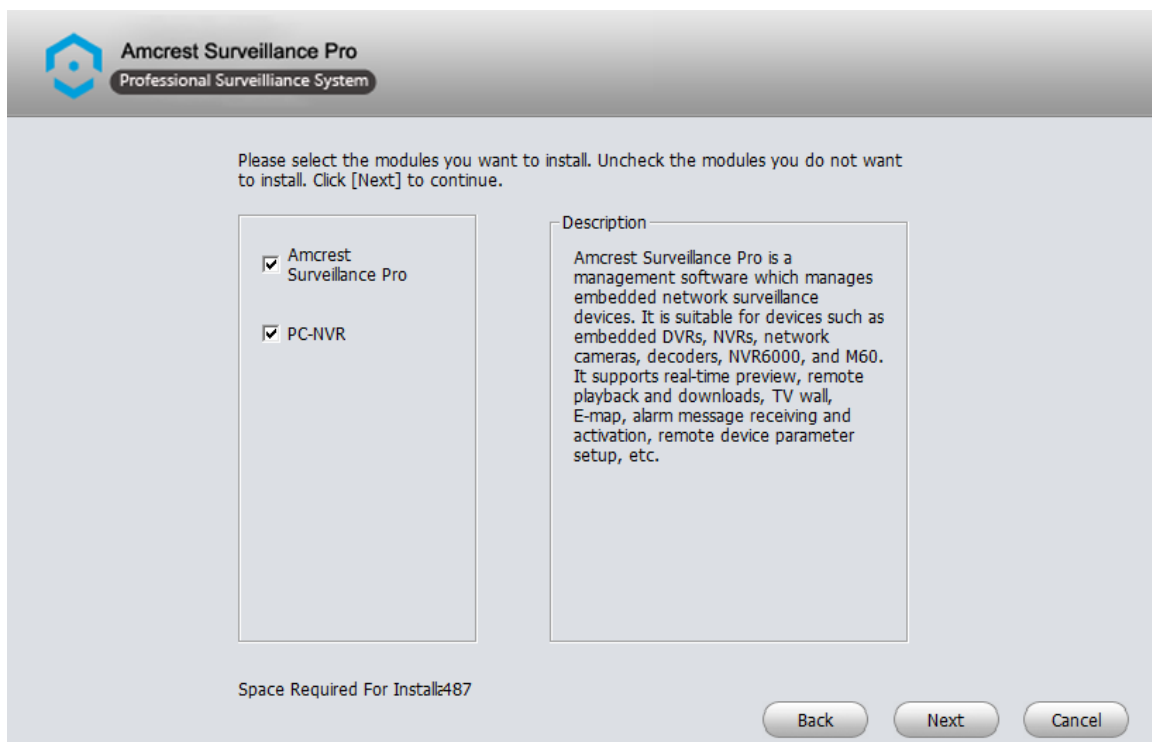 Amcrest Surveillance Pro
Professional Surveilliance System
Please select the modules you want to install. Uncheck the modules you do not want
to install. Click [Next] to continue.
Amcrest
Surveillance Pro
PC-NVR
Description
Amcrest Surveillance Pro is a
management software which manages
embedded network surveillance
devices. It is suitable for devices such as
embedded DVRs, NVRs, network
cameras, decoders, NVR6000, and M60.
It supports real-time preview, remote
playback and downloads, TV wall,
E-map, alarm message receiving and
activation, remote device parameter
setup, etc.
Space Required For Install 487
Back
Next
Cancel